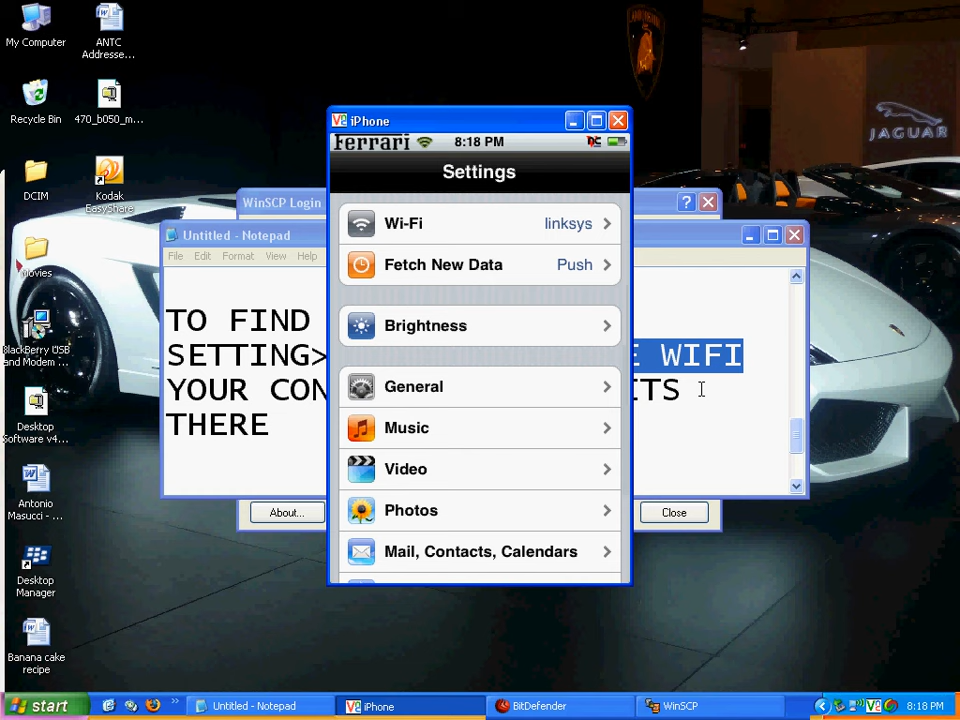 My Computer
ANTC
Addresse...
Recycle Bin
470_b050_m...
DCIM
Kodak
EasyShare
Movies
BlackBerry USB
and Modem ...
Desktop
Software v4...
Antonio
Masucci - ...
Desktop
Manager
Banana cake
recipe
JAGUAR
WinSCP Login
?
About...
Close
Untitled - Notepad
File Edit Format View Help
TO FIND
SETTING> E WIFI
YOUR CON ITS
THERE
V2 iPhone
Ferrari 8:18 PM
Settings
Wi-Fi linksys
Fetch New Data Push
Brightness
General
Music
Video
Photos
Mail, Contacts, Calendars
start
Untitled - Notepad
V2 iPhone
BitDefender
WinSCP
V2
8:18 PM